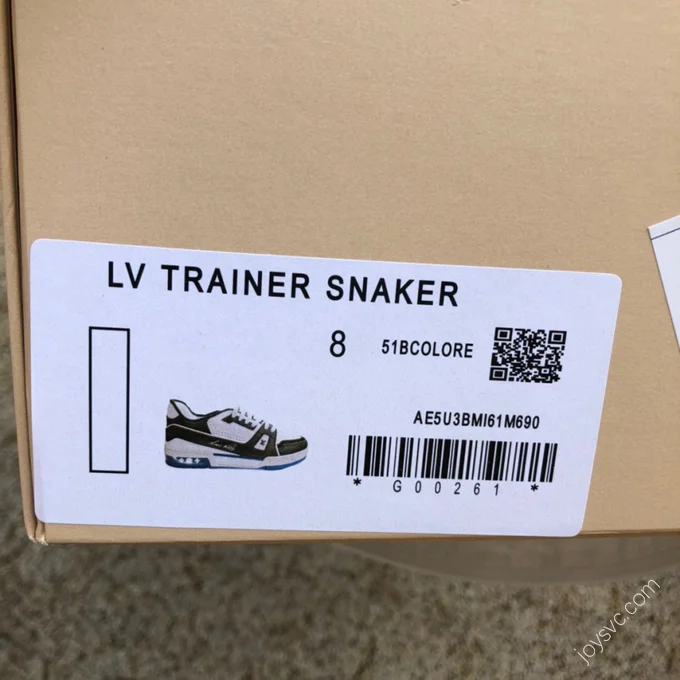 LV TRAINER SNAKER
8
51BCOLORE
AE5U3BMI61M690
* G00261 *
joysvc.com